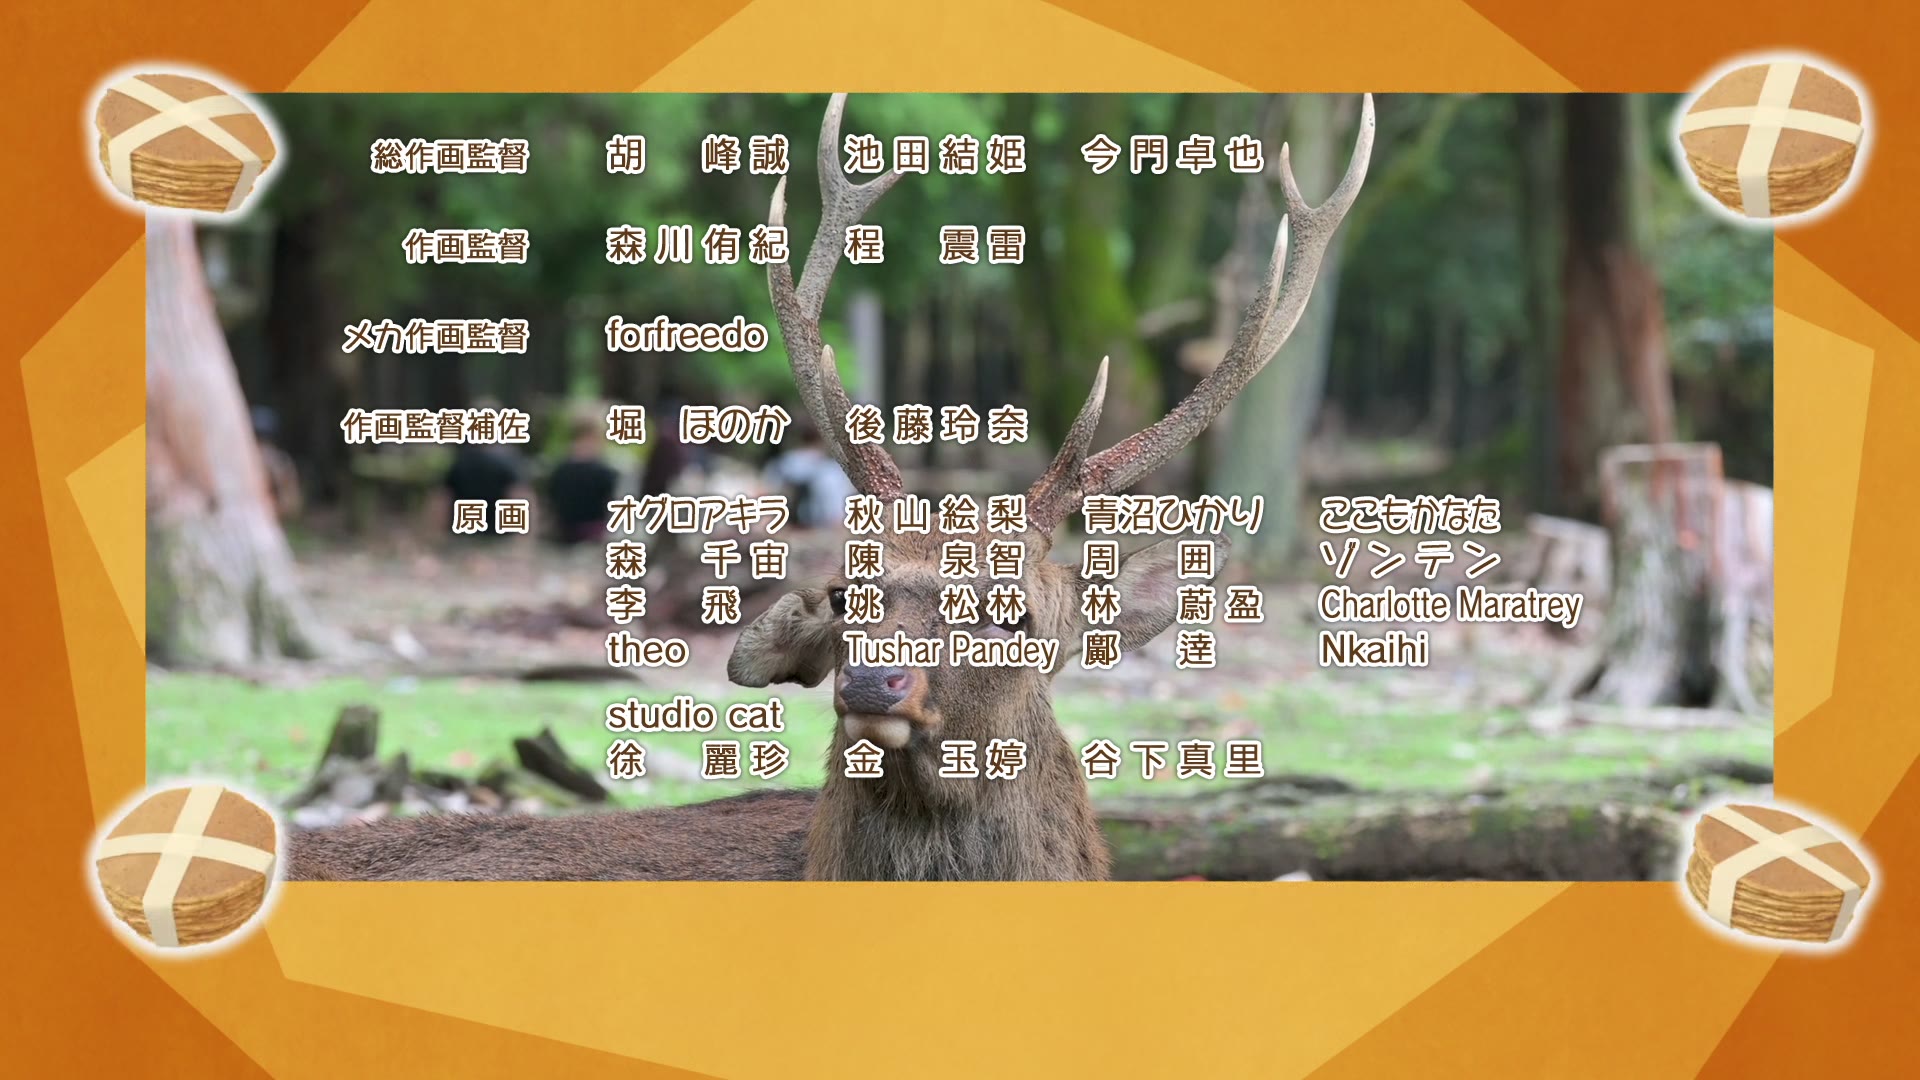 総作画監督 胡 峰誠 池田結姫 今門卓也
作画監督 森川侑紀 程 震雷
メカ作画監督 forfreedo
作画監督補佐 堀 ほのか 後藤玲奈
原画 オグロアキラ 秋山絵梨 青沼ひかり ここもかなた
森 千宙 陳 泉智 周 囲 ゾンテン
李 飛 姚 松林 林 蔚盈 Charlotte Maratrey
theo Tushar Pandey 鄺 達 Nkaihi
studio cat
徐 麗珍 金 玉婷 谷下真里